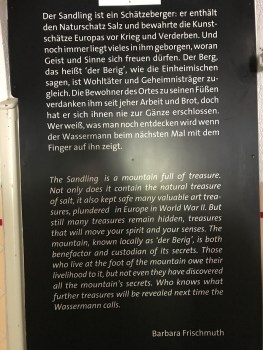 Der Sandling ist ein Schätzeberger: er enthält
den Naturschatz Salz und bewahrte die Kunst-
schätze Europas vor Krieg und Verderben. Und
noch immer liegt vieles in ihm geborgen, woran
Geist und Sinne sich freuen dürfen. Der Berg,
das heißt 'der Berig', wie die Einheimischen
sagen, ist Wohltäter und Geheimnisträger zu-
gleich. Die Bewohner des Ortes zu seinen Füßen
verdanken ihm seit jeher Arbeit und Brot, doch
hat er sich ihnen nie zur Gänze erschlossen.
Wer weiß, was man noch entdecken wird wenn
der Wassermann beim nächsten Mal mit dem
Finger auf ihn zeigt.
The Sandling is a mountain full of treasure.
Not only does it contain the natural treasure
of salt, it also kept safe many valuable art trea-
sures, plundered in Europe in World War II. But
still many treasures remain hidden, treasures
that will move your spirit and your senses. The
mountain, known locally as 'der Berig', is both
benefactor and custodian of its secrets. Those
who live at the foot of the mountain owe their
livelihood to it, but not even they have discovered
all the mountain's secrets. Who knows what
further treasures will be revealed next time the
Wassermann calls.
Barbara Frischmuth